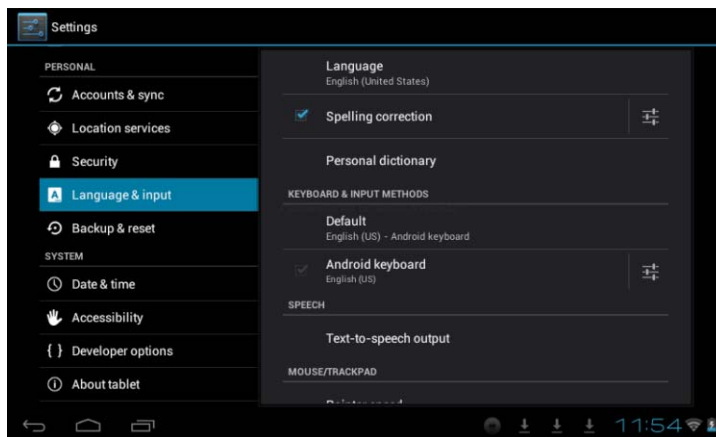 Settings
PERSONAL
Accounts & sync
Location services
Security
Language & input
Backup & reset
SYSTEM
Date & time
Accessibility
{ } Developer options
About tablet
Language
English (United States)
Spelling correction
Personal dictionary
KEYBOARD & INPUT METHODS
Default
English (US) - Android keyboard
Android keyboard
English (US)
SPEECH
Text-to-speech output
MOUSE/TRACKPAD
Pointer speed
11:54